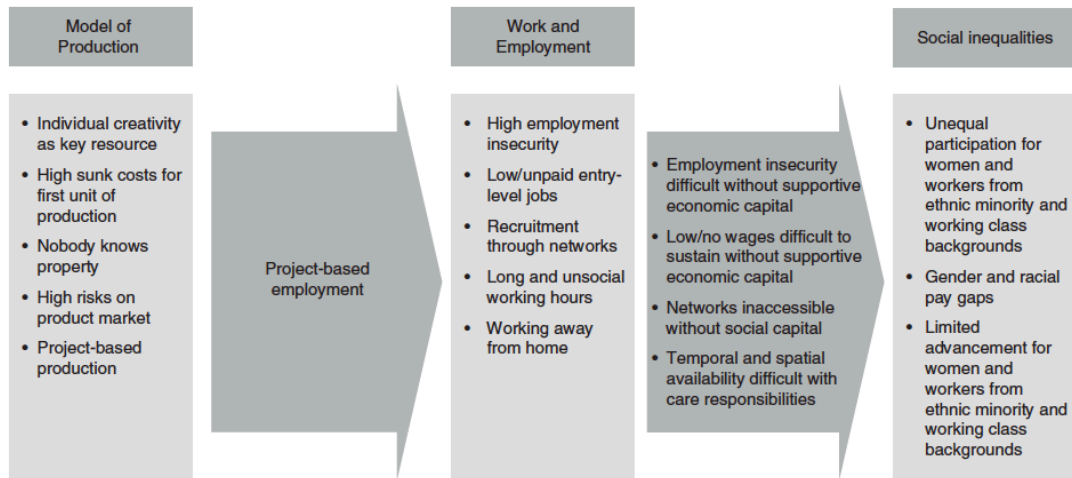 Model of
Production
Work and
Employment
Social inequalities
• Individual creativity
as key resource
• High sunk costs for
first unit of
production
• Nobody knows
property
• High risks on
product market
• Project-based
production
Project-based
employment
• High employment
insecurity
• Low/unpaid entry-
level jobs
• Recruitment
through networks
• Long and unsocial
working hours
• Working away
from home
• Employment insecurity
difficult without supportive
economic capital
• Low/no wages difficult to
sustain without supportive
economic capital
• Networks inaccessible
without social capital
• Temporal and spatial
availability difficult with
care responsibilities
• Unequal
participation for
women and
workers from
ethnic minority and
working class
backgrounds
• Gender and racial
pay gaps
• Limited
advancement for
women and
workers from
ethnic minority and
working class
backgrounds